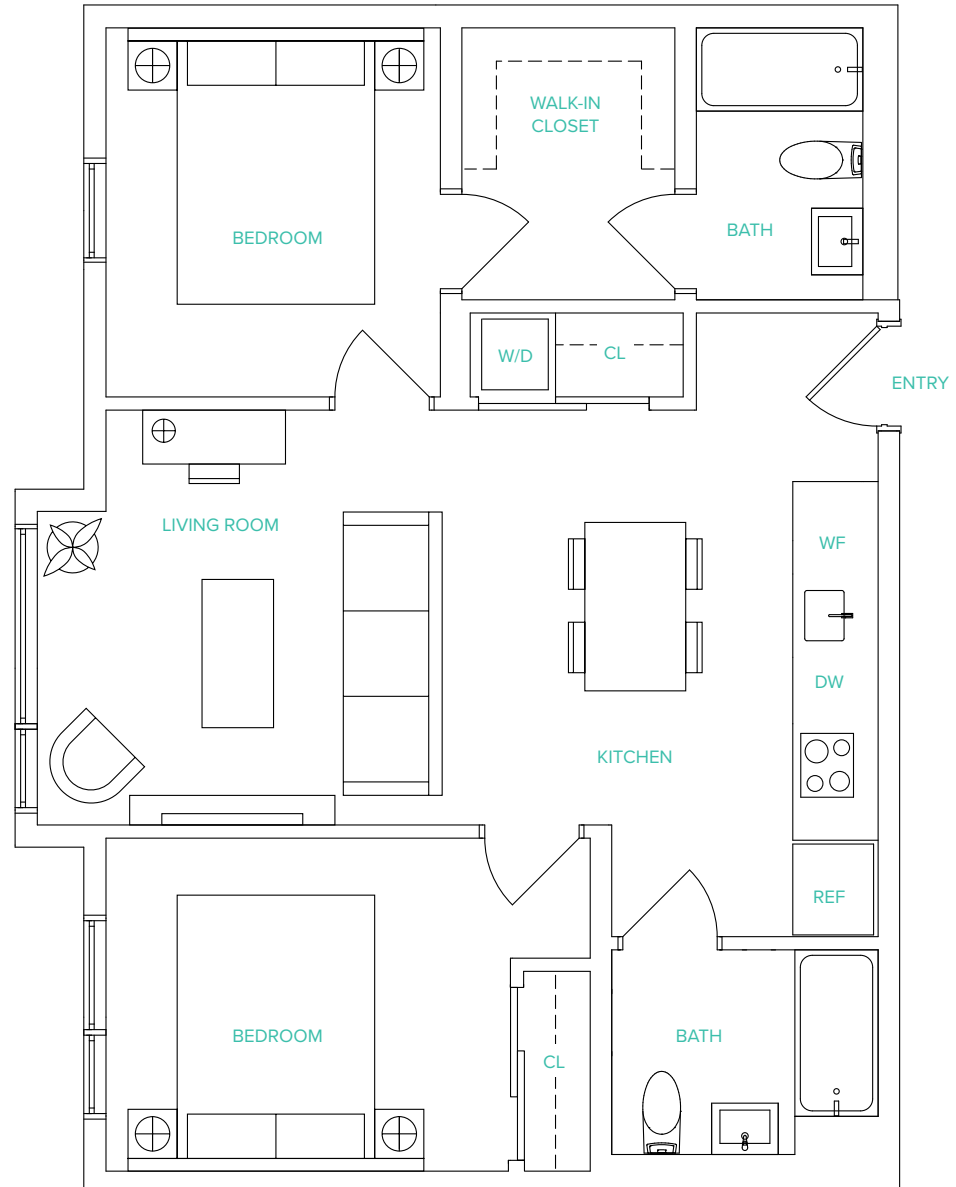 WALK-IN
CLOSET
BEDROOM
BATH
W/D
CL
ENTRY
LIVING ROOM
WF
DW
KITCHEN
REF
BEDROOM
BATH
CL